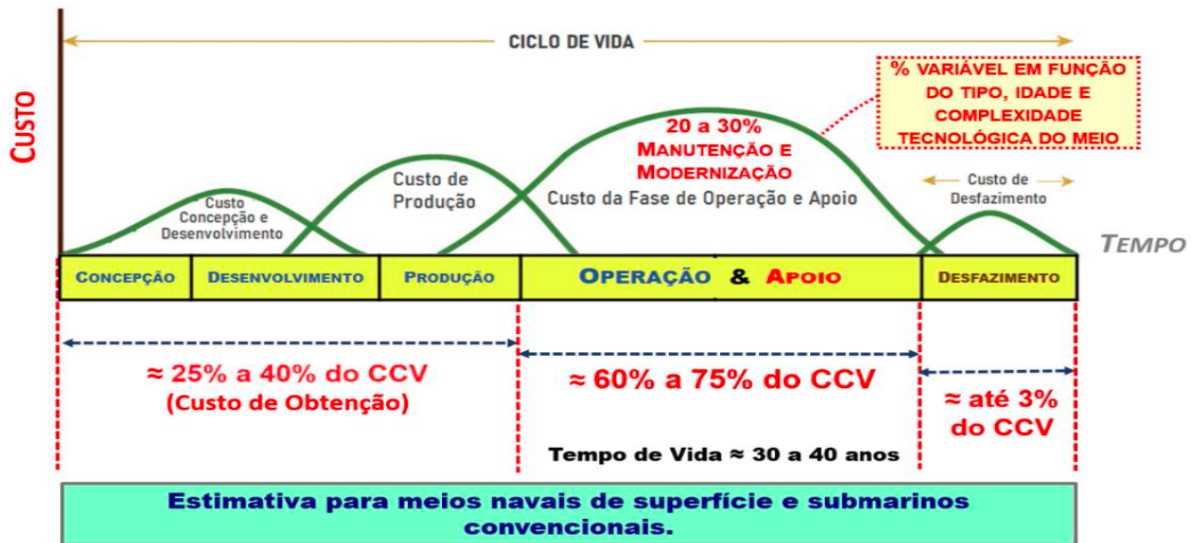 CICLO DE VIDA
CUSTO
% VARIÁVEL EM FUNÇÃO
DO TIPO, IDADE E
COMPLEXIDADE
TECNOLÓGICA DO MEIO
20 a 30%
MANUTENÇÃO E
MODERNIZAÇÃO
Custo da Fase de Operação e Apoio
Custo de
Produção
Custo
Concepção e
Desenvolvimento
Custo de
Desfazimento
TEMPO
CONCEPÇÃO
DESENVOLVIMENTO
PRODUÇÃO
OPERAÇÃO & APOIO
DESFAZIMENTO
≈ 25% a 40% do CCV
(Custo de Obtenção)
≈ 60% a 75% do CCV
≈ até 3%
do CCV
Tempo de Vida ≈ 30 a 40 anos
Estimativa para meios navais de superfície e submarinos
convencionais.